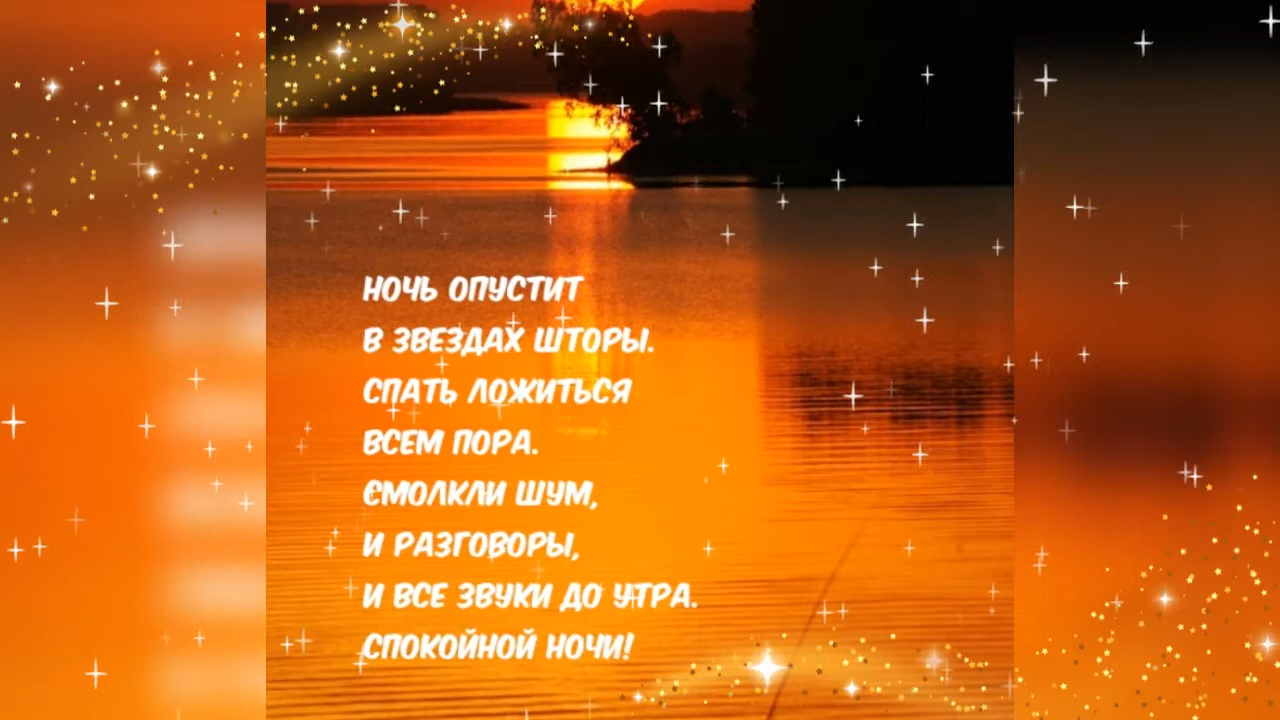 НОЧЬ ОПУСТИТ
В ЗВЕЗДАХ ШТОРЫ.
СПАТЬ ЛОЖИТЬСЯ
ВСЕМ ПОРА.
СМОЛКЛИ ШУМ,
И РАЗГОВОРЫ,
И ВСЕ ЗВУКИ ДО УТРА.
СПОКОЙНОЙ НОЧИ!